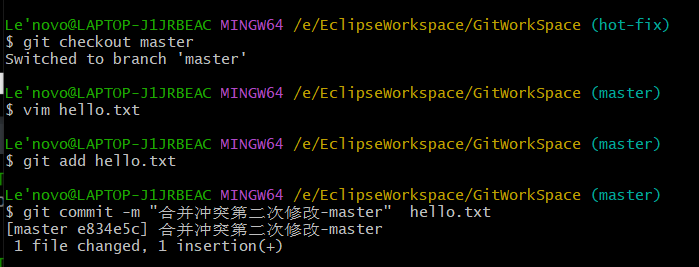 Le'novo@LAPTOP-J1JRBEAC MINGW64 /e/EclipseWorkspace/GitWorkSpace (hot-fix)
$ git checkout master
Switched to branch 'master'
Le'novo@LAPTOP-J1JRBEAC MINGW64 /e/EclipseWorkspace/GitWorkSpace (master)
$ vim hello.txt
Le'novo@LAPTOP-J1JRBEAC MINGW64 /e/EclipseWorkspace/GitWorkSpace (master)
$ git add hello.txt
Le'novo@LAPTOP-J1JRBEAC MINGW64 /e/EclipseWorkspace/GitWorkSpace (master)
$ git commit -m "合并冲突第二次修改-master"  hello.txt
[master e834e5c] 合并冲突第二次修改-master
 1 file changed, 1 insertion(+)